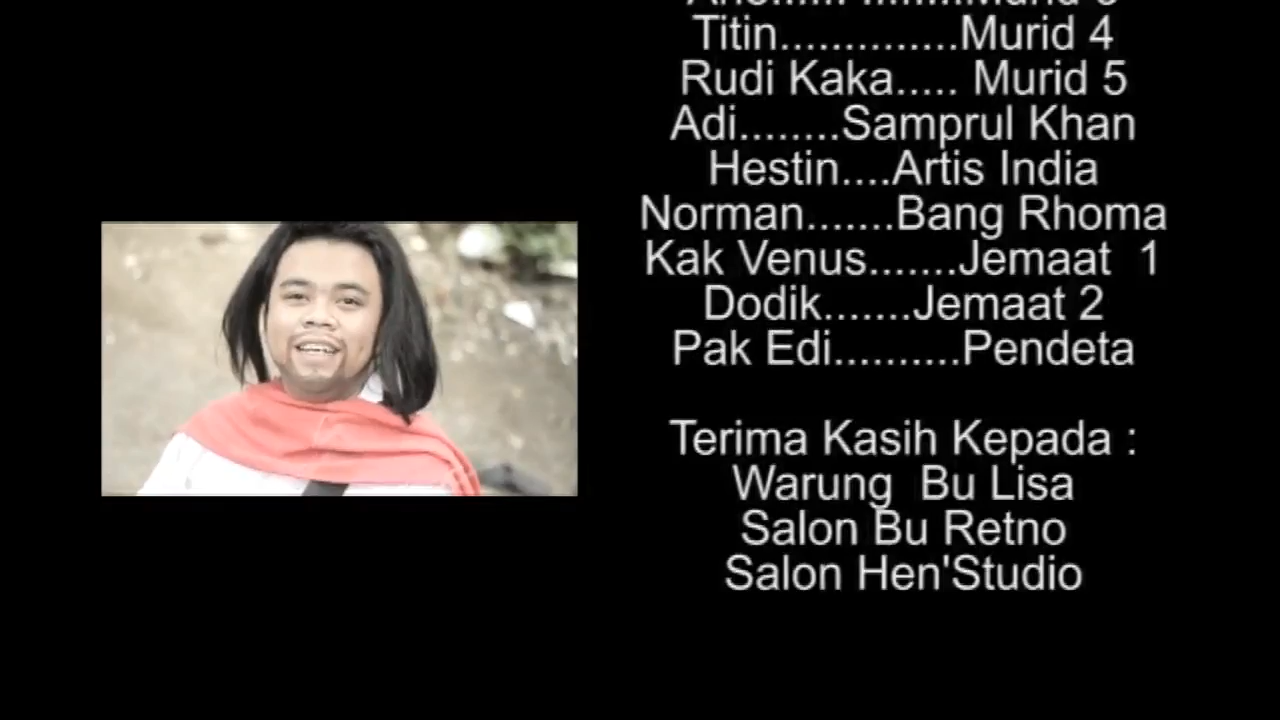 Titin..............Murid 4
Rudi Kaka..... Murid 5
Adi........Samprul Khan
Hestin....Artis India
Norman.......Bang Rhoma
Kak Venus.......Jemaat  1
Dodik.......Jemaat 2
Pak Edi..........Pendeta
Terima Kasih Kepada :
Warung  Bu Lisa
Salon Bu Retno
Salon Hen'Studio